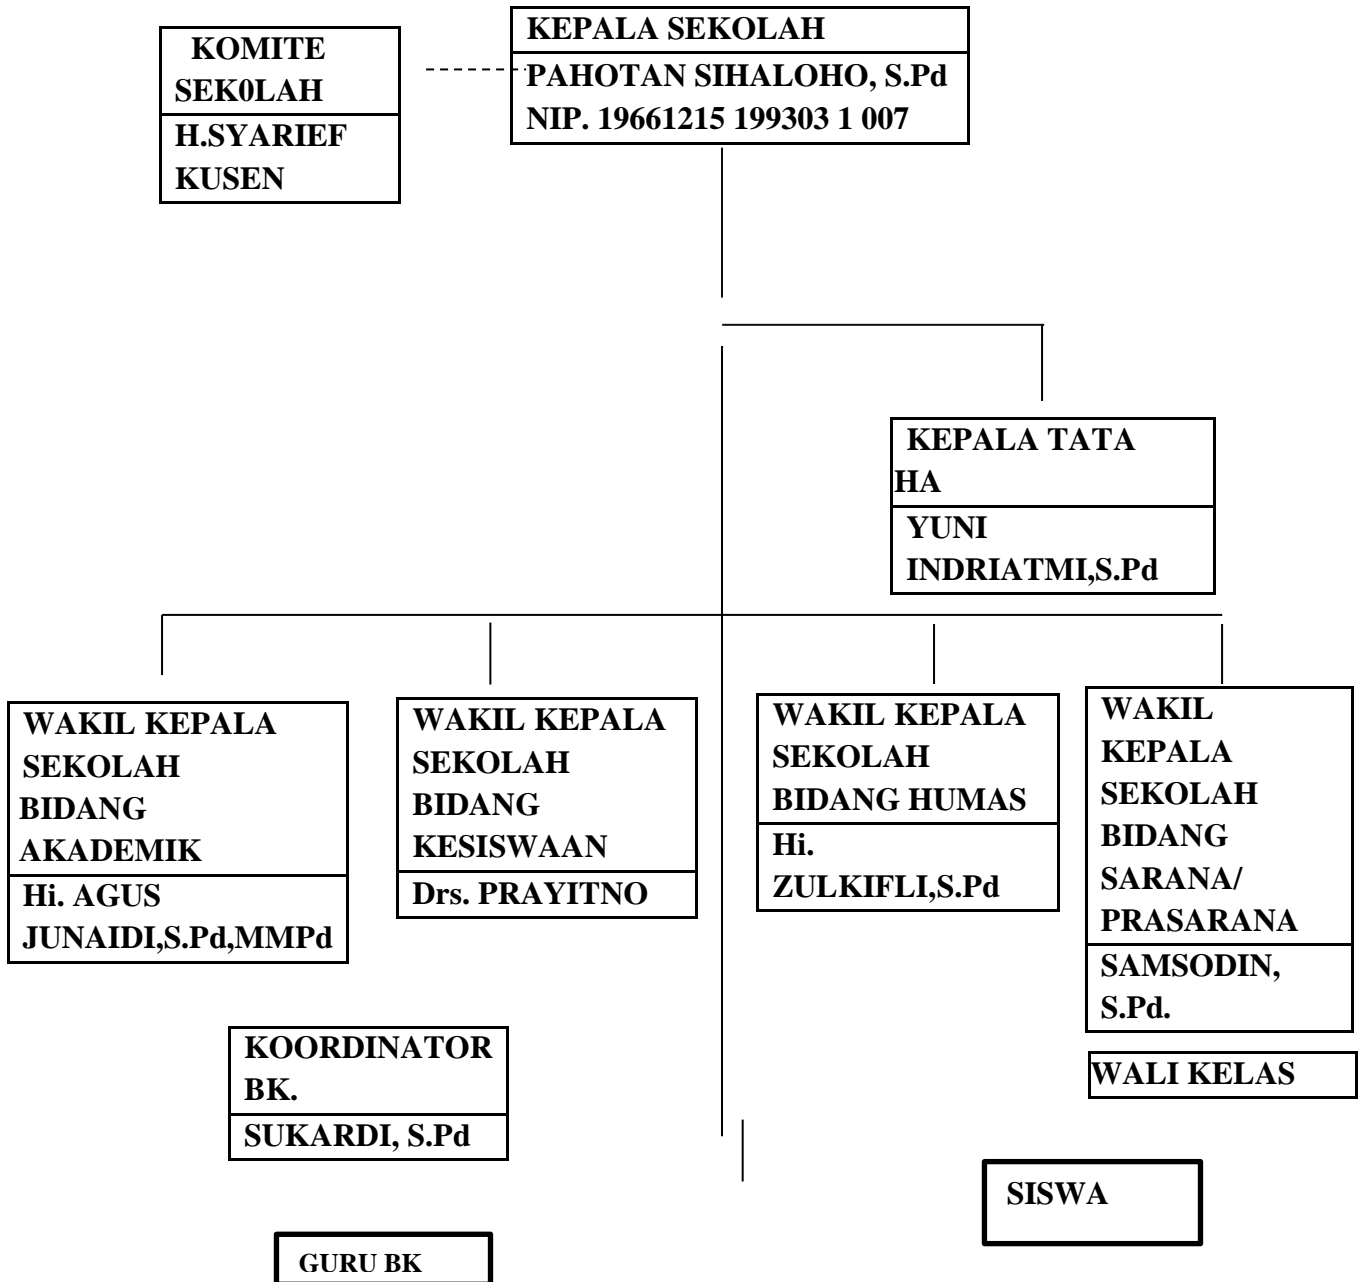 KOMITE
SEK0LAH
H.SYARIEF
KUSEN
KEPALA SEKOLAH
PAHOTAN SIHALOHO, S.Pd
NIP. 19661215 199303 1 007
KEPALA TATA
HA
YUNI
INDRIATMI,S.Pd
WAKIL KEPALA
SEKOLAH
BIDANG
AKADEMIK
Hi. AGUS
JUNAIDI,S.Pd,MMPd
WAKIL KEPALA
SEKOLAH
BIDANG
KESISWAAN
Drs. PRAYITNO
WAKIL KEPALA
SEKOLAH
BIDANG HUMAS
Hi.
ZULKIFLI,S.Pd
WAKIL
KEPALA
SEKOLAH
BIDANG
SARANA/
PRASARANA
SAMSODIN,
S.Pd.
KOORDINATOR
BK.
SUKARDI, S.Pd
WALI KELAS
SISWA
GURU BK